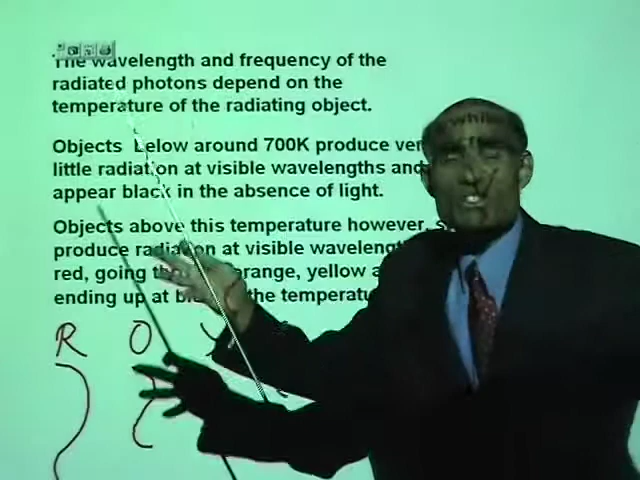 The wavelength and frequency of the
radiated photons depend on the
temperature of the radiating object.
Objects below around 700K produce very
little radiation at visible wavelengths and
appear black in the absence of light.
Objects above this temperature however, s
produce radiation at visible wavelengt
red, going th orange, yellow a
ending up at bl the temperatu
R O Y